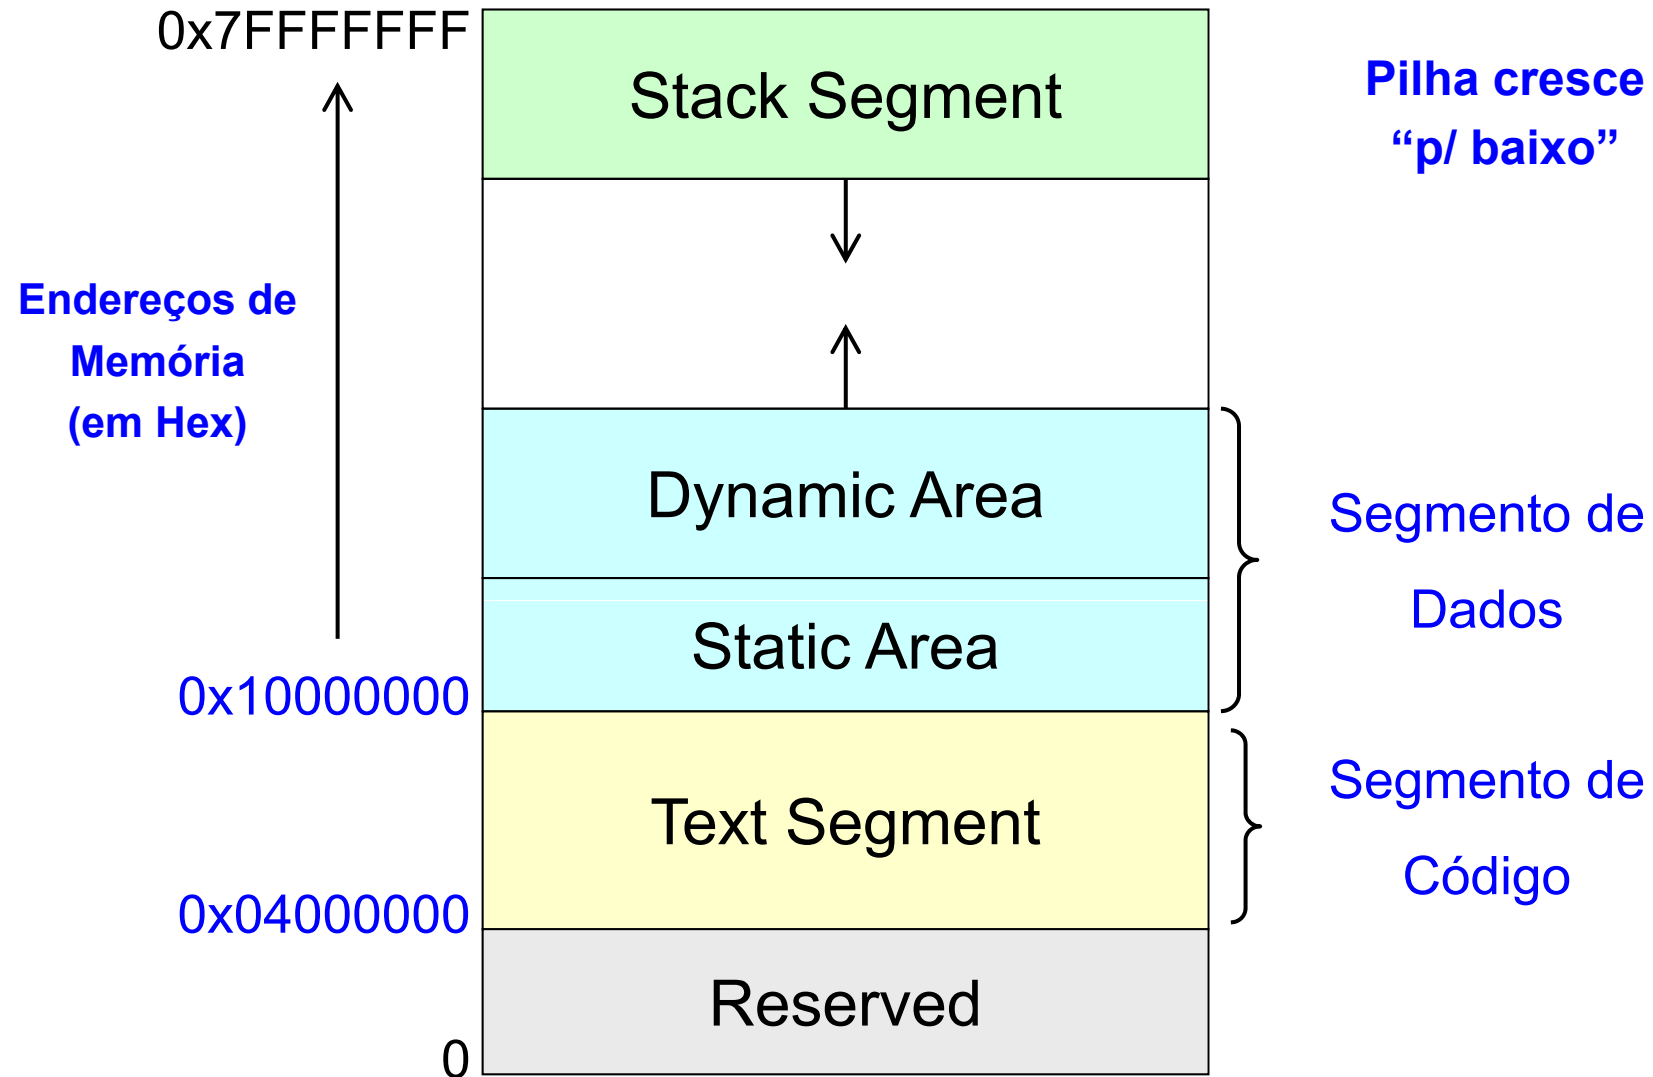 0x7FFFFFFF
Stack Segment
Pilha cresce
“p/ baixo”
Endereços de
Memória
(em Hex)
Dynamic Area
Segmento de
Dados
Static Area
0x10000000
Text Segment
Segmento de
Código
0x04000000
Reserved
0